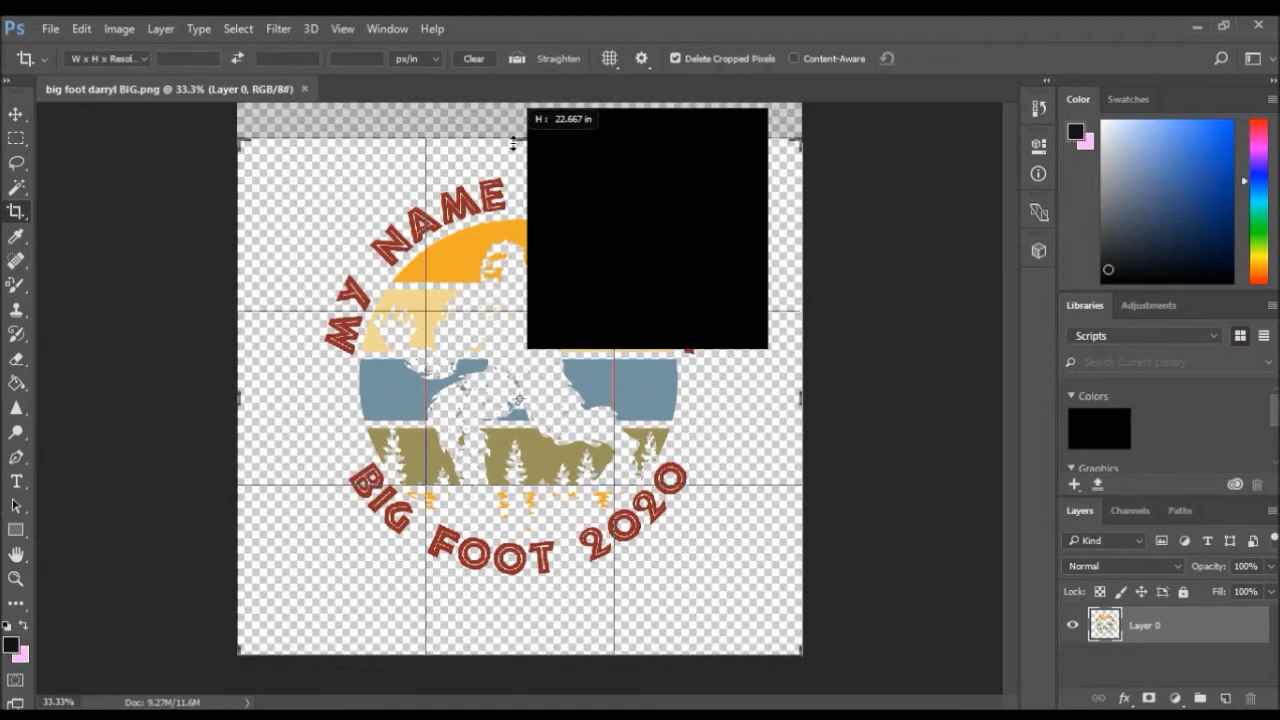 Ps File Edit Image Layer Type Select Filter 3D View Window Help
W x H x Resol... px/in Clear Straighten Delete Cropped Pixels Content-Aware
big foot darryl BIG.png @ 33.3% (Layer 0, RGB/8#)
H: 22.667 in
MY NAME
BIG FOOT 2020
Color Swatches
Libraries Adjustments
Scripts
Search Current Library
Colors
Graphics
Layers Channels Paths
Kind
Normal Opacity: 100%
Lock: Fill: 100%
Layer 0
33.33% Doc: 9.27M/11.6M